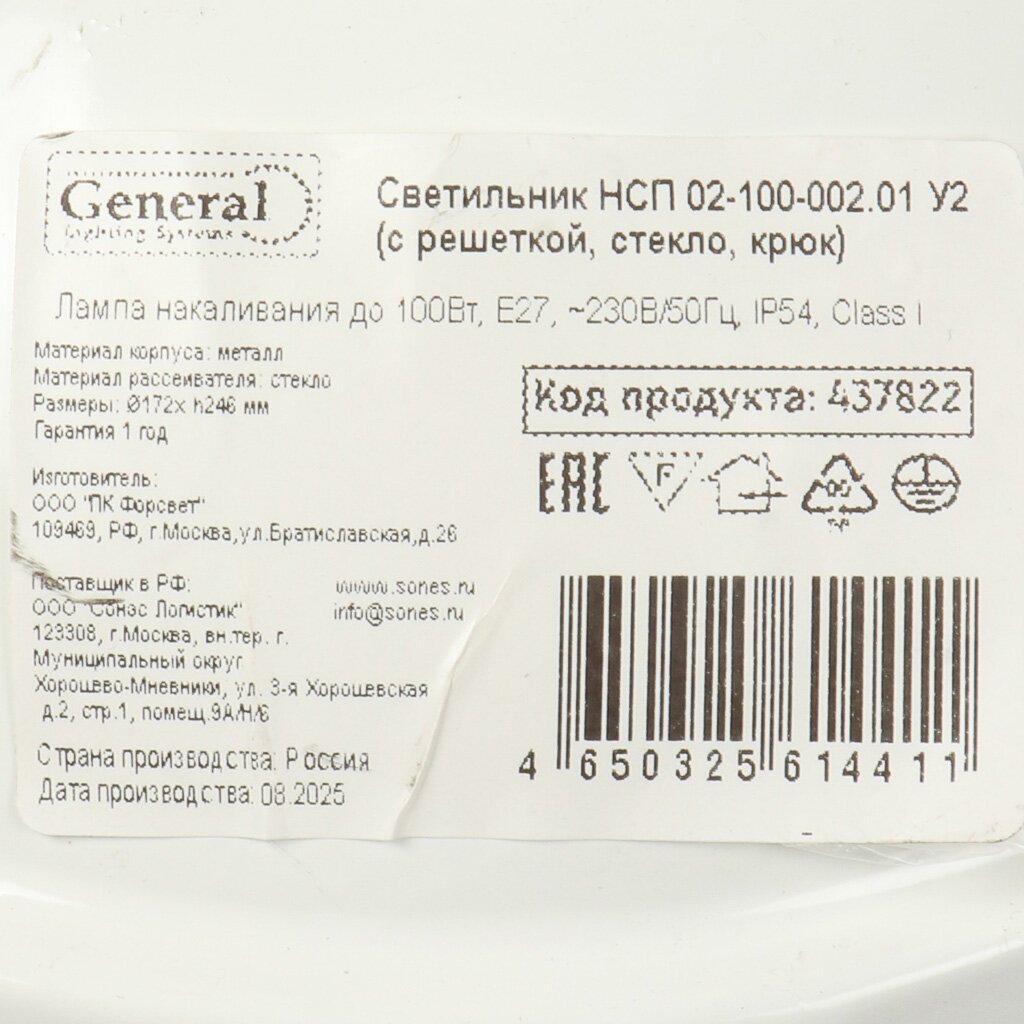 General
Lighting Systems
Светильник НСП 02-100-002.01 У2
(с решеткой, стекло, крюк)
Лампа накаливания до 100Вт, E27, ~230В/50Гц, IP54, Class I
Материал корпуса: металл
Материал рассеивателя: стекло
Размеры: Ø172x h246 мм
Гарантия 1 год
Код продукта: 437822
Изготовитель:
ООО "ПК Форсвет"
109469, РФ, г.Москва,ул.Братиславская,д.26
EAC
F
Поставщик в РФ:
ООО "Сонэс Логистик"
123308, г.Москва, вн.тер. г.
Муниципальный округ
Хорошево-Мневники, ул. 3-я Хорошевская
д.2, стр.1, помещ.9А/Н/6
www.sones.ru
info@sones.ru
Страна производства: Россия
Дата производства: 08.2025
4 650325 614411